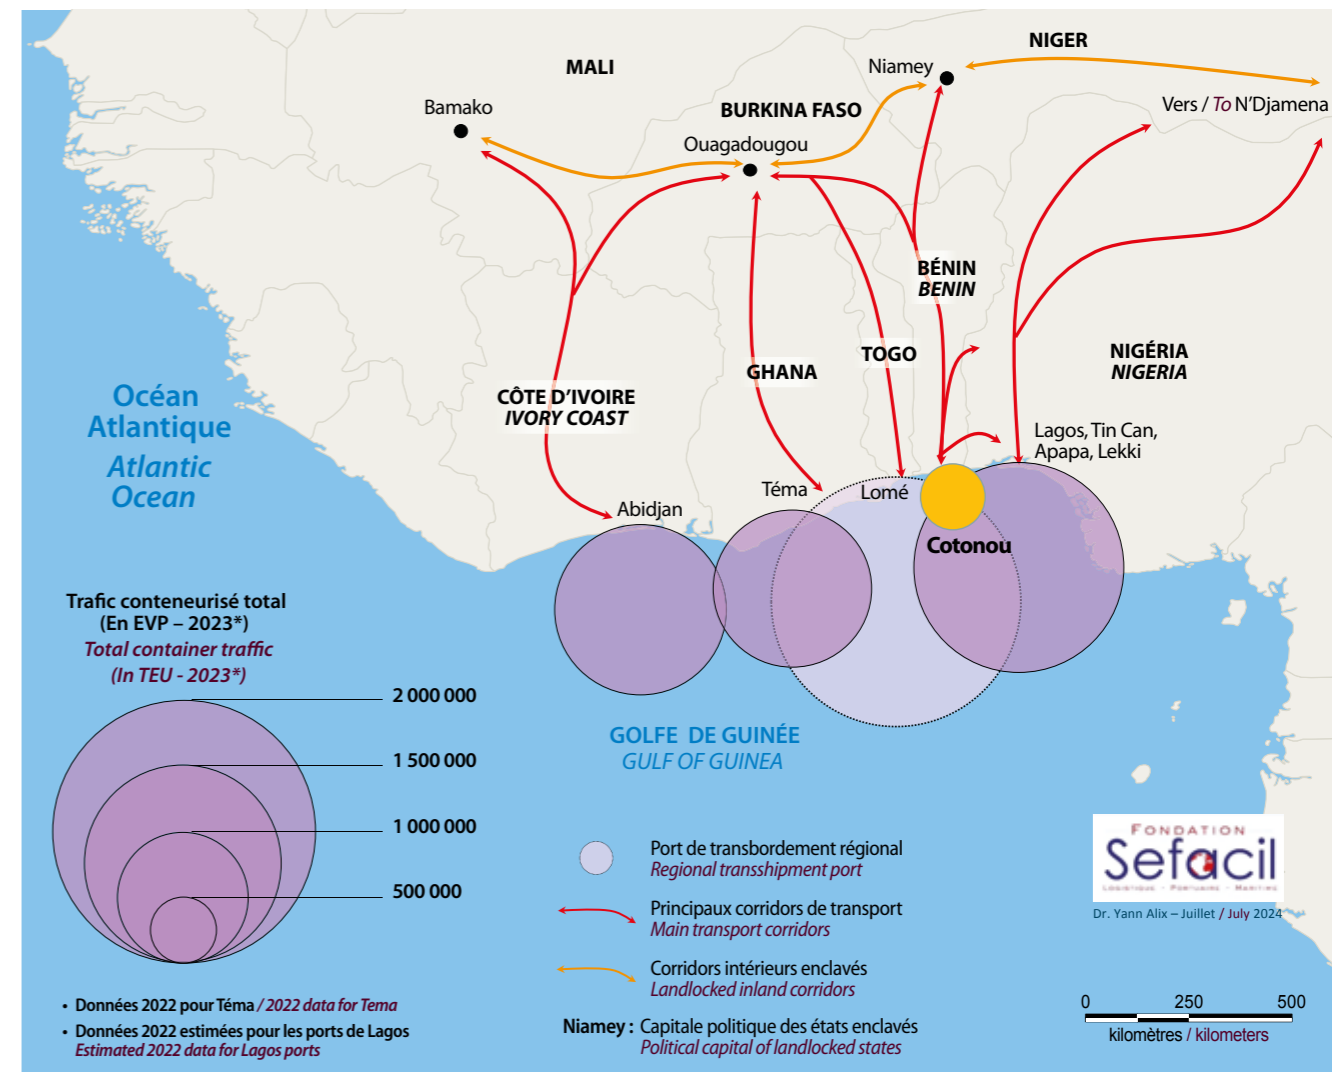 NIGER
MALI
Niamey
Bamako
BURKINA FASO
Vers / To N'Djamena
Ouagadougou
BÉNIN
BENIN
TOGO
NIGÉRIA
NIGERIA
GHANA
CÔTE D'IVOIRE
IVORY COAST
Océan
Atlantique
Atlantic
Ocean
Lagos, Tin Can,
Apapa, Lekki
Téma
Lomé
Abidjan
Cotonou
Trafic conteneurisé total
(En EVP – 2023*)
Total container traffic
(In TEU - 2023*)
2 000 000
1 500 000
1 000 000
500 000
GOLFE DE GUINÉE
GULF OF GUINEA
Port de transbordement régional
Regional transshipment port
Principaux corridors de transport
Main transport corridors
Corridors intérieurs enclavés
Landlocked inland corridors
Niamey : Capitale politique des états enclavés
Political capital of landlocked states
• Données 2022 pour Téma / 2022 data for Tema
• Données 2022 estimées pour les ports de Lagos
Estimated 2022 data for Lagos ports
FONDATION
Sefacil
LOGISTIQUE - PORTUAIRE - MARITIME
Dr. Yann Alix – Juillet / July 2024
0 250 500
kilomètres / kilometers